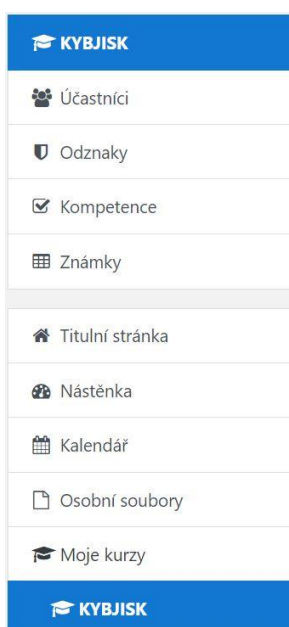 KYBJISK
Účastníci
Odznaky
Kompetence
Známky
Titulní stránka
Nástěnka
Kalendář
Osobní soubory
Moje kurzy
KYBJISK